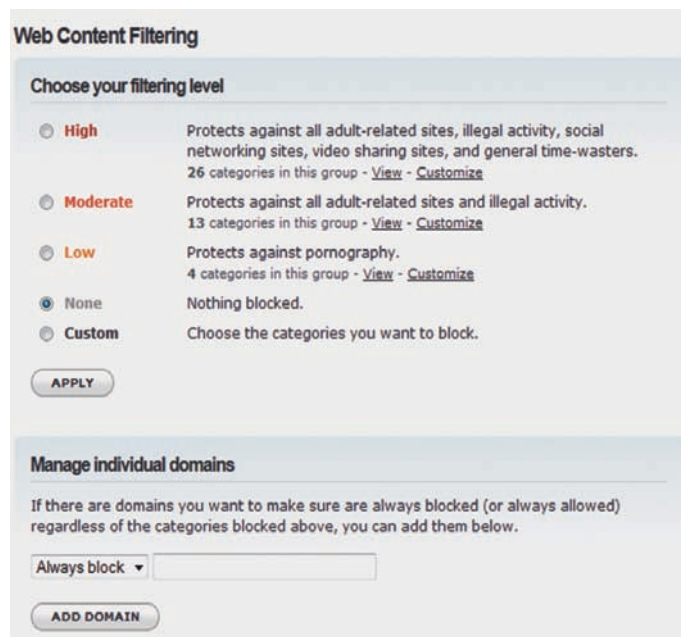 Web Content Filtering
Choose your filtering level
High
Protects against all adult-related sites, illegal activity, social
networking sites, video sharing sites, and general time-wasters.
26 categories in this group - View - Customize
Moderate
Protects against all adult-related sites and illegal activity.
13 categories in this group - View - Customize
Low
Protects against pornography.
4 categories in this group - View - Customize
None
Nothing blocked.
Custom
Choose the categories you want to block.
APPLY
Manage individual domains
If there are domains you want to make sure are always blocked (or always allowed)
regardless of the categories blocked above, you can add them below.
Always block
ADD DOMAIN